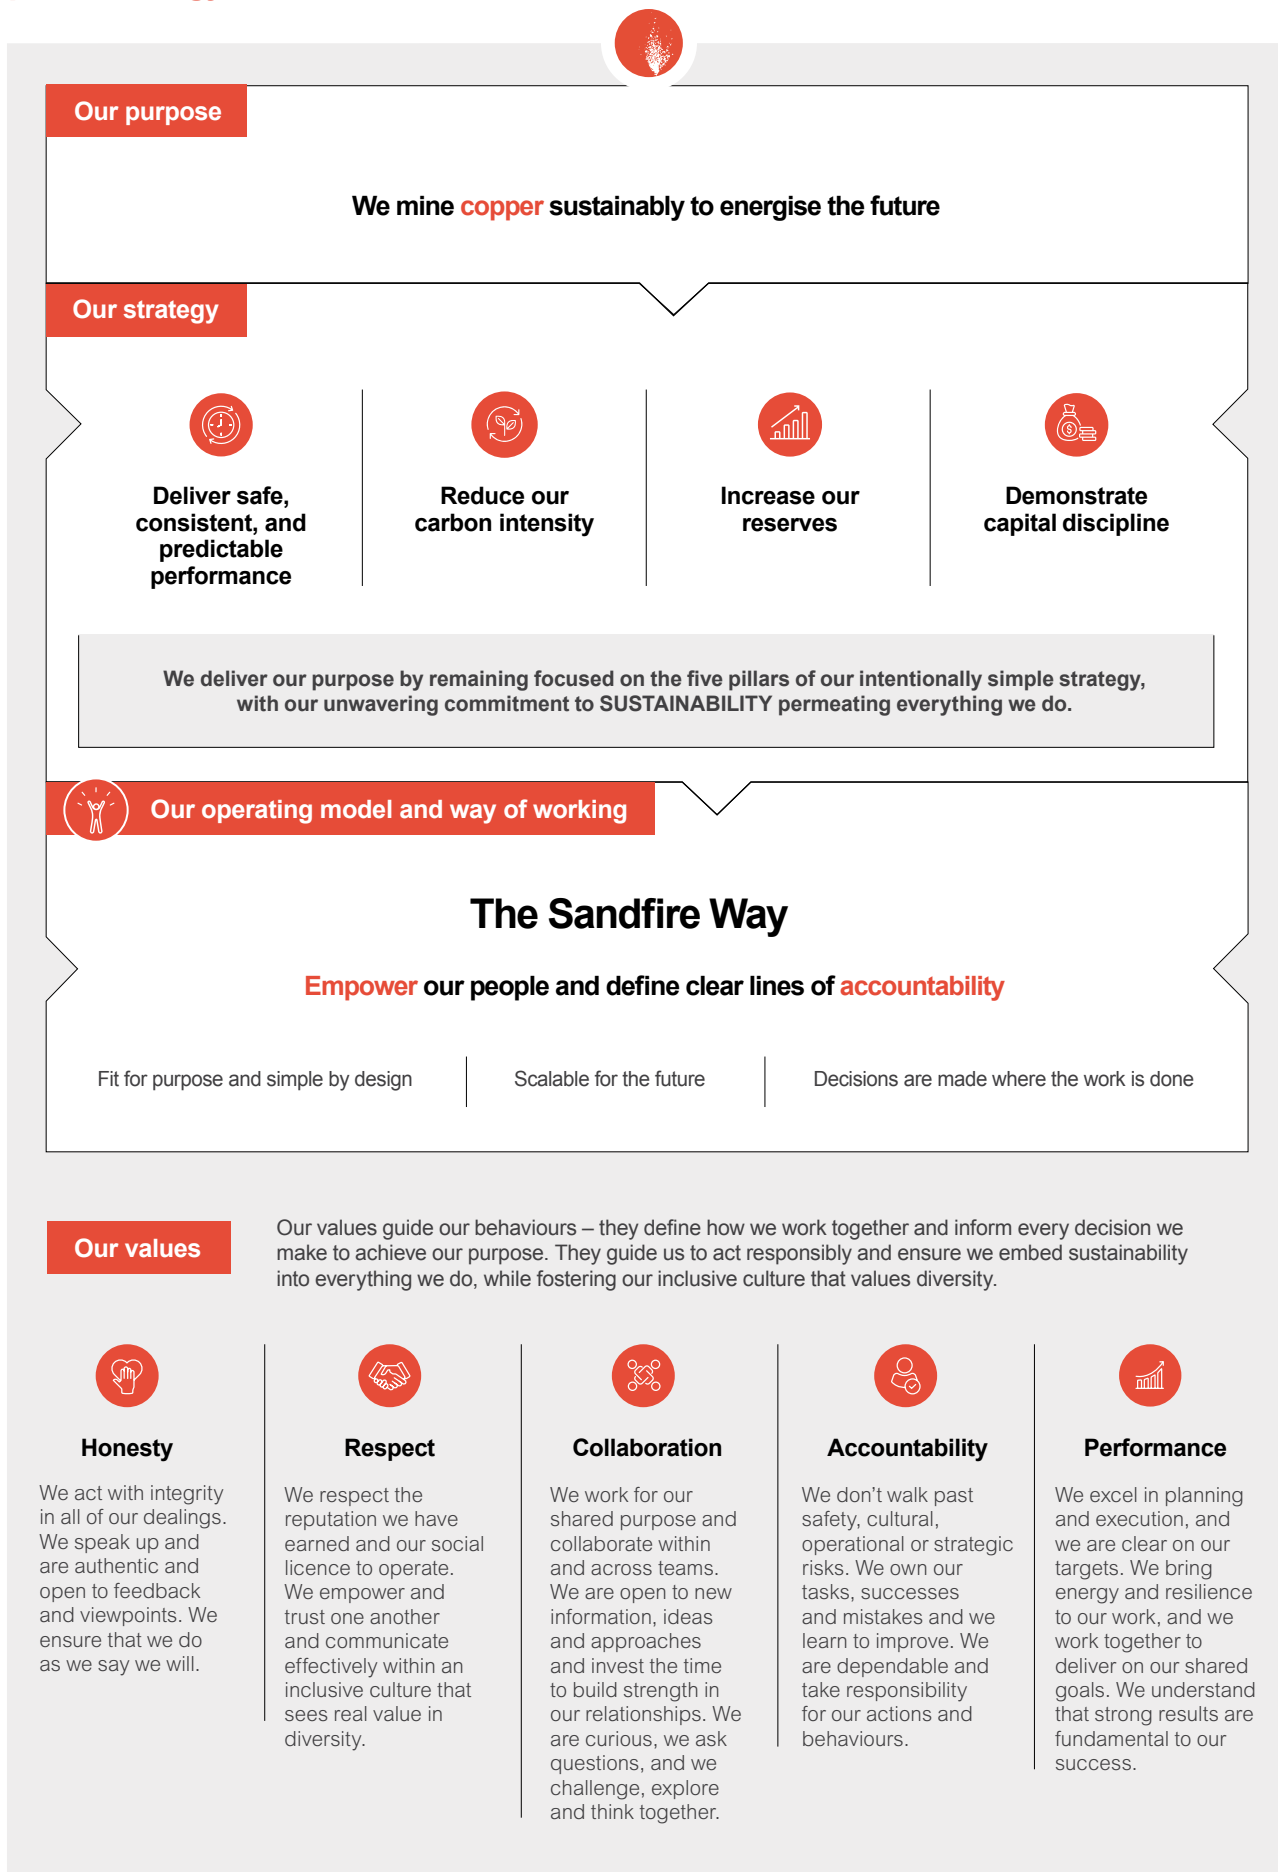 Our purpose
We mine copper sustainably to energise the future
Our strategy
Deliver safe,
consistent, and
predictable
performance
Reduce our
carbon intensity
Increase our
reserves
Demonstrate
capital discipline
We deliver our purpose by remaining focused on the five pillars of our intentionally simple strategy,
with our unwavering commitment to SUSTAINABILITY permeating everything we do.
Our operating model and way of working
The Sandfire Way
Empower our people and define clear lines of accountability
Fit for purpose and simple by design
Scalable for the future
Decisions are made where the work is done
Our values
Our values guide our behaviours – they define how we work together and inform every decision we
make to achieve our purpose. They guide us to act responsibly and ensure we embed sustainability
into everything we do, while fostering our inclusive culture that values diversity.
Honesty
We act with integrity
in all of our dealings.
We speak up and
are authentic and
open to feedback
and viewpoints. We
ensure that we do
as we say we will.
Respect
We respect the
reputation we have
earned and our social
licence to operate.
We empower and
trust one another
and communicate
effectively within an
inclusive culture that
sees real value in
diversity.
Collaboration
We work for our
shared purpose and
collaborate within
and across teams.
We are open to new
information, ideas
and approaches
and invest the time
to build strength in
our relationships. We
are curious, we ask
questions, and we
challenge, explore
and think together.
Accountability
We don’t walk past
safety, cultural,
operational or strategic
risks. We own our
tasks, successes
and mistakes and we
learn to improve. We
are dependable and
take responsibility
for our actions and
behaviours.
Performance
We excel in planning
and execution, and
we are clear on our
targets. We bring
energy and resilience
to our work, and we
work together to
deliver on our shared
goals. We understand
that strong results are
fundamental to our
success.